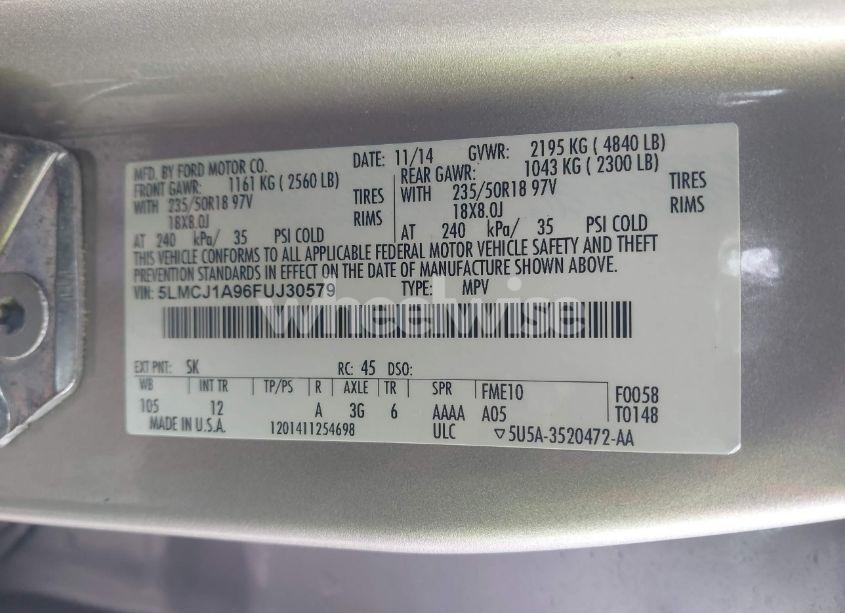 MFD. BY FORD MOTOR CO. DATE: 11/14 GVWR: 2195 KG ( 4840 LB)
FRONT GAWR: 1161 KG ( 2560 LB) REAR GAWR: 1043 KG ( 2300 LB)
WITH 235/50R18 97V TIRES WITH 235/50R18 97V TIRES
18X8.0J RIMS 18X8.0J RIMS
AT 240 kPa/ 35 PSI COLD AT 240 kPa/ 35 PSI COLD
THIS VEHICLE CONFORMS TO ALL APPLICABLE FEDERAL MOTOR VEHICLE SAFETY AND THEFT
PREVENTION STANDARDS IN EFFECT ON THE DATE OF MANUFACTURE SHOWN ABOVE.
VIN: 5LMCJ1A96FUJ30579 TYPE: MPV
wheelwise
EXT PNT: SK RC: 45 DSO:
WB INT TR TP/PS R AXLE TR SPR FME10 F0058
105 12 A 3G 6 AAAA A05 T0148
MADE IN U.S.A. 1201411254698 ULC ▽5U5A-3520472-AA